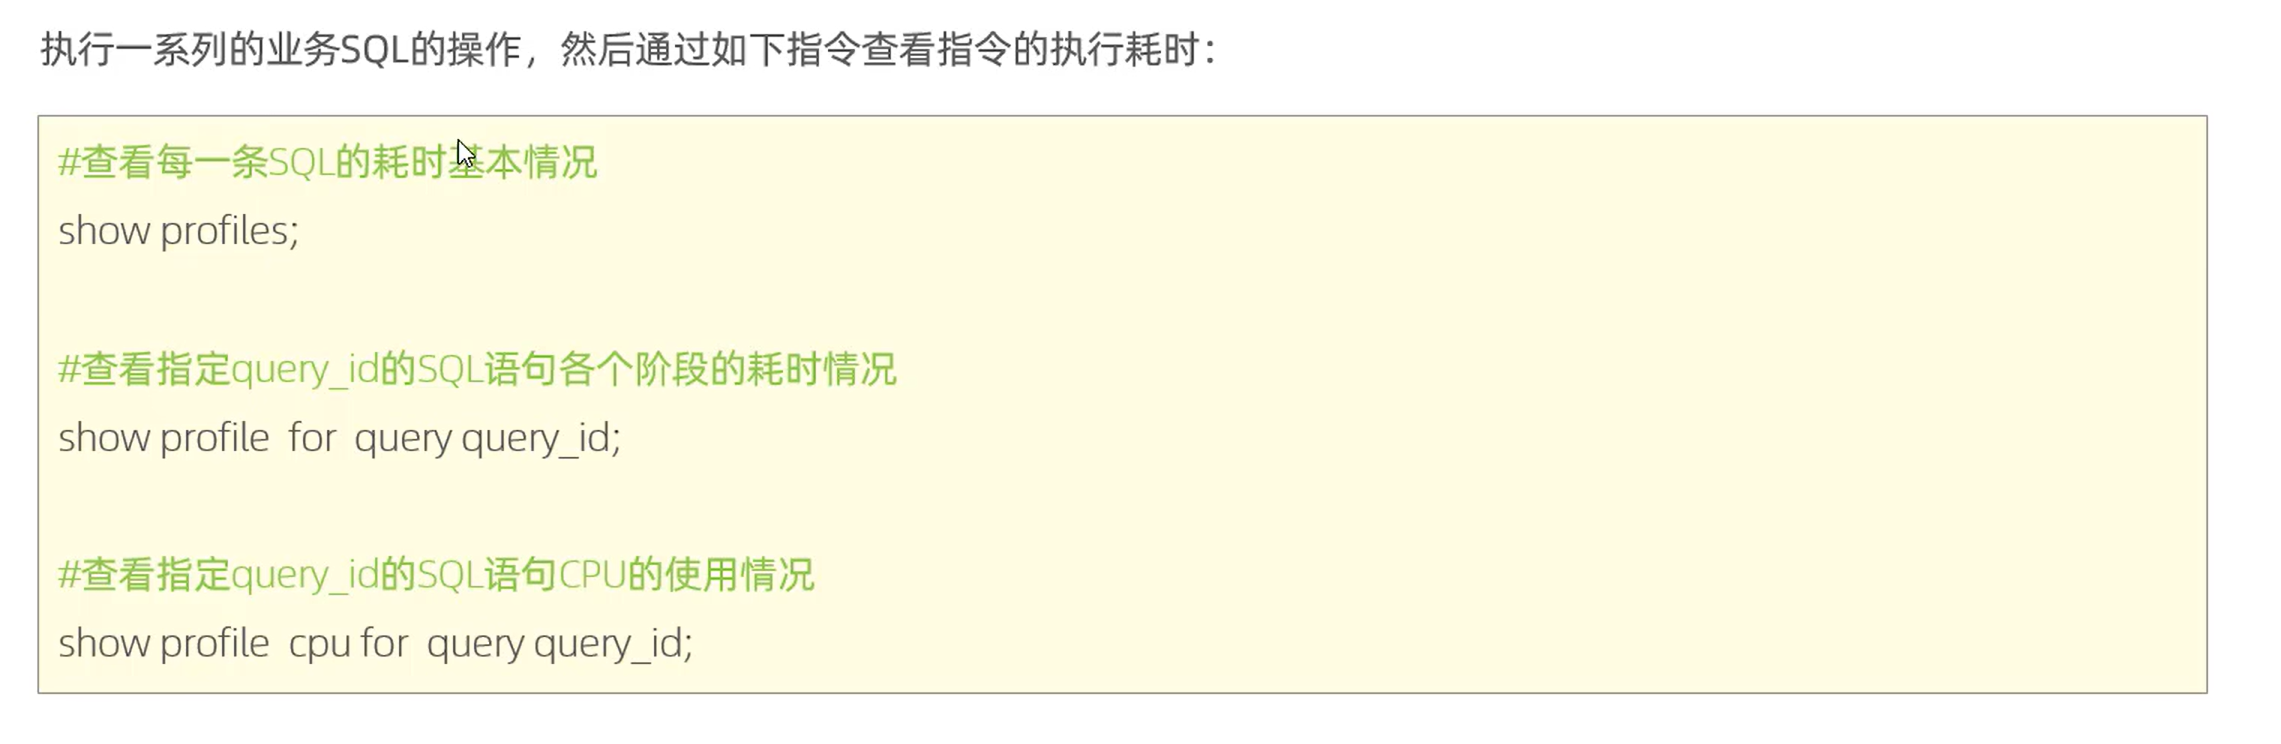 执行一系列的业务SQL的操作，然后通过如下指令查看指令的执行耗时：
#查看每一条SQL的耗时基本情况
show profiles;
#查看指定query_id的SQL语句各个阶段的耗时情况
show profile for query query_id;
#查看指定query_id的SQL语句CPU的使用情况
show profile cpu for query query_id;